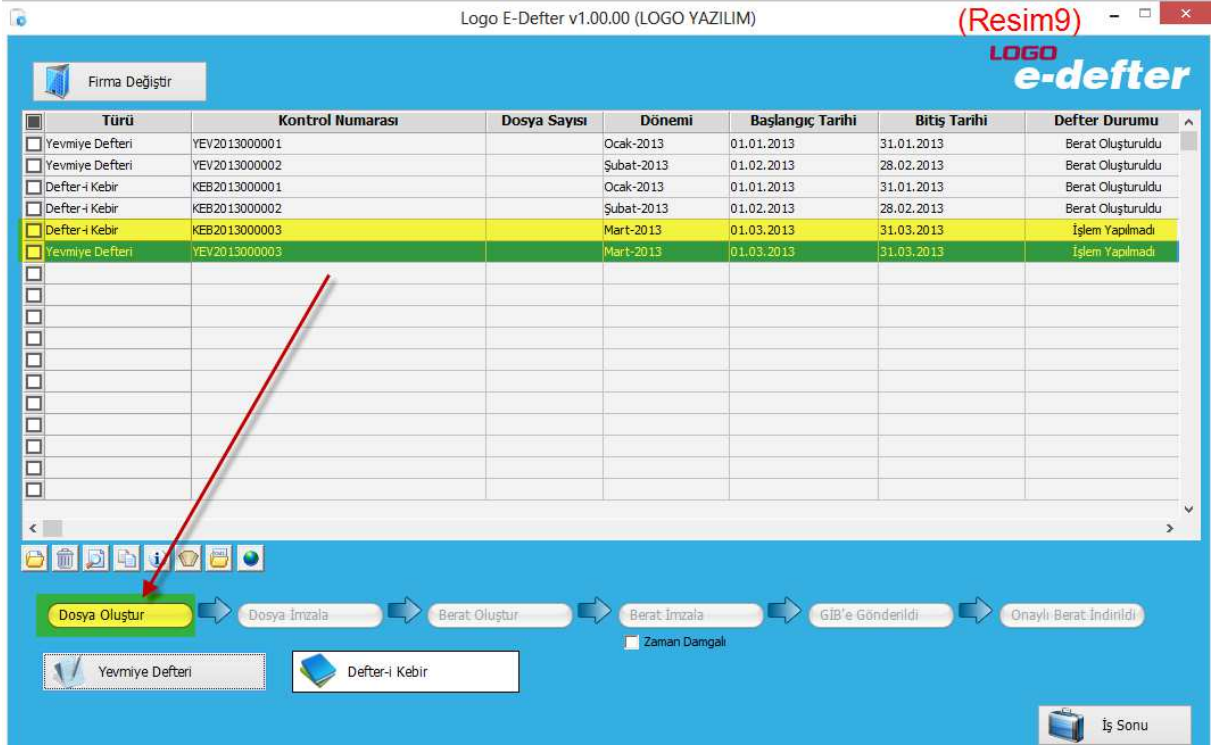 Logo E-Defter v1.00.00 (LOGO YAZILIM)
(Resim9)
LOGO
e-defter
Firma Değiştir
Türü Kontrol Numarası Dosya Sayısı Dönemi Başlangıç Tarihi Bitiş Tarihi Defter Durumu
Yevmiye Defteri YEV2013000001 Ocak-2013 01.01.2013 31.01.2013 Berat Oluşturuldu
Yevmiye Defteri YEV2013000002 Şubat-2013 01.02.2013 28.02.2013 Berat Oluşturuldu
Defter-i Kebir KEB2013000001 Ocak-2013 01.01.2013 31.01.2013 Berat Oluşturuldu
Defter-i Kebir KEB2013000002 Şubat-2013 01.02.2013 28.02.2013 Berat Oluşturuldu
Defter-i Kebir KEB2013000003 Mart-2013 01.03.2013 31.03.2013 İşlem Yapılmadı
Yevmiye Defteri YEV2013000003 Mart-2013 01.03.2013 31.03.2013 İşlem Yapılmadı
Dosya Oluştur Dosya İmzala Berat Oluştur Berat İmzala GİB'e Gönderildi Onaylı Berat İndirildi
Zaman Damgalı
Yevmiye Defteri Defter-i Kebir
İş Sonu